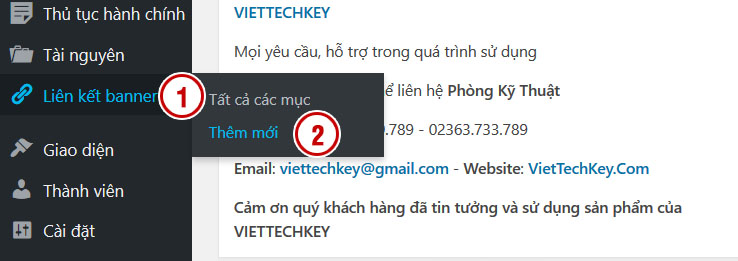 Thủ tục hành chính
Tài nguyên
Liên kết banner
1
Tất cả các mục
Thêm mới
2
Giao diện
Thành viên
Cài đặt
VIETTECHKEY
Mọi yêu cầu, hỗ trợ trong quá trình sử dụng
liên hệ Phòng Kỹ Thuật
.789 - 02363.733.789
Email: viettechkey@gmail.com - Website: VietTechKey.Com
Cảm ơn quý khách hàng đã tin tưởng và sử dụng sản phẩm của
VIETTECHKEY